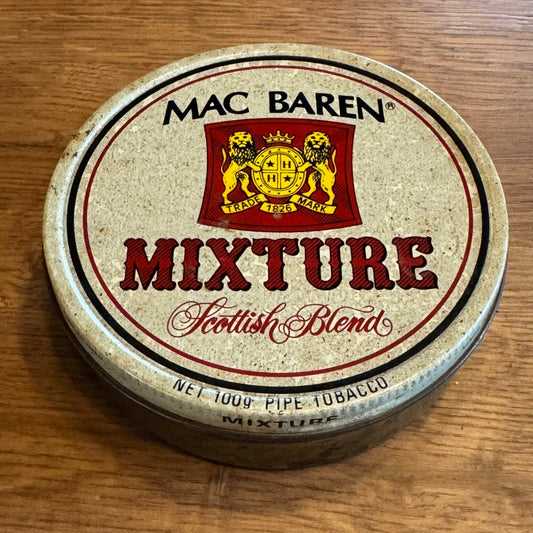 MAC BAREN®
H H
TRADE 1826 MARK
MIXTURE
Scottish Blend
NET 100g PIPE TOBACCO
MIXTURE